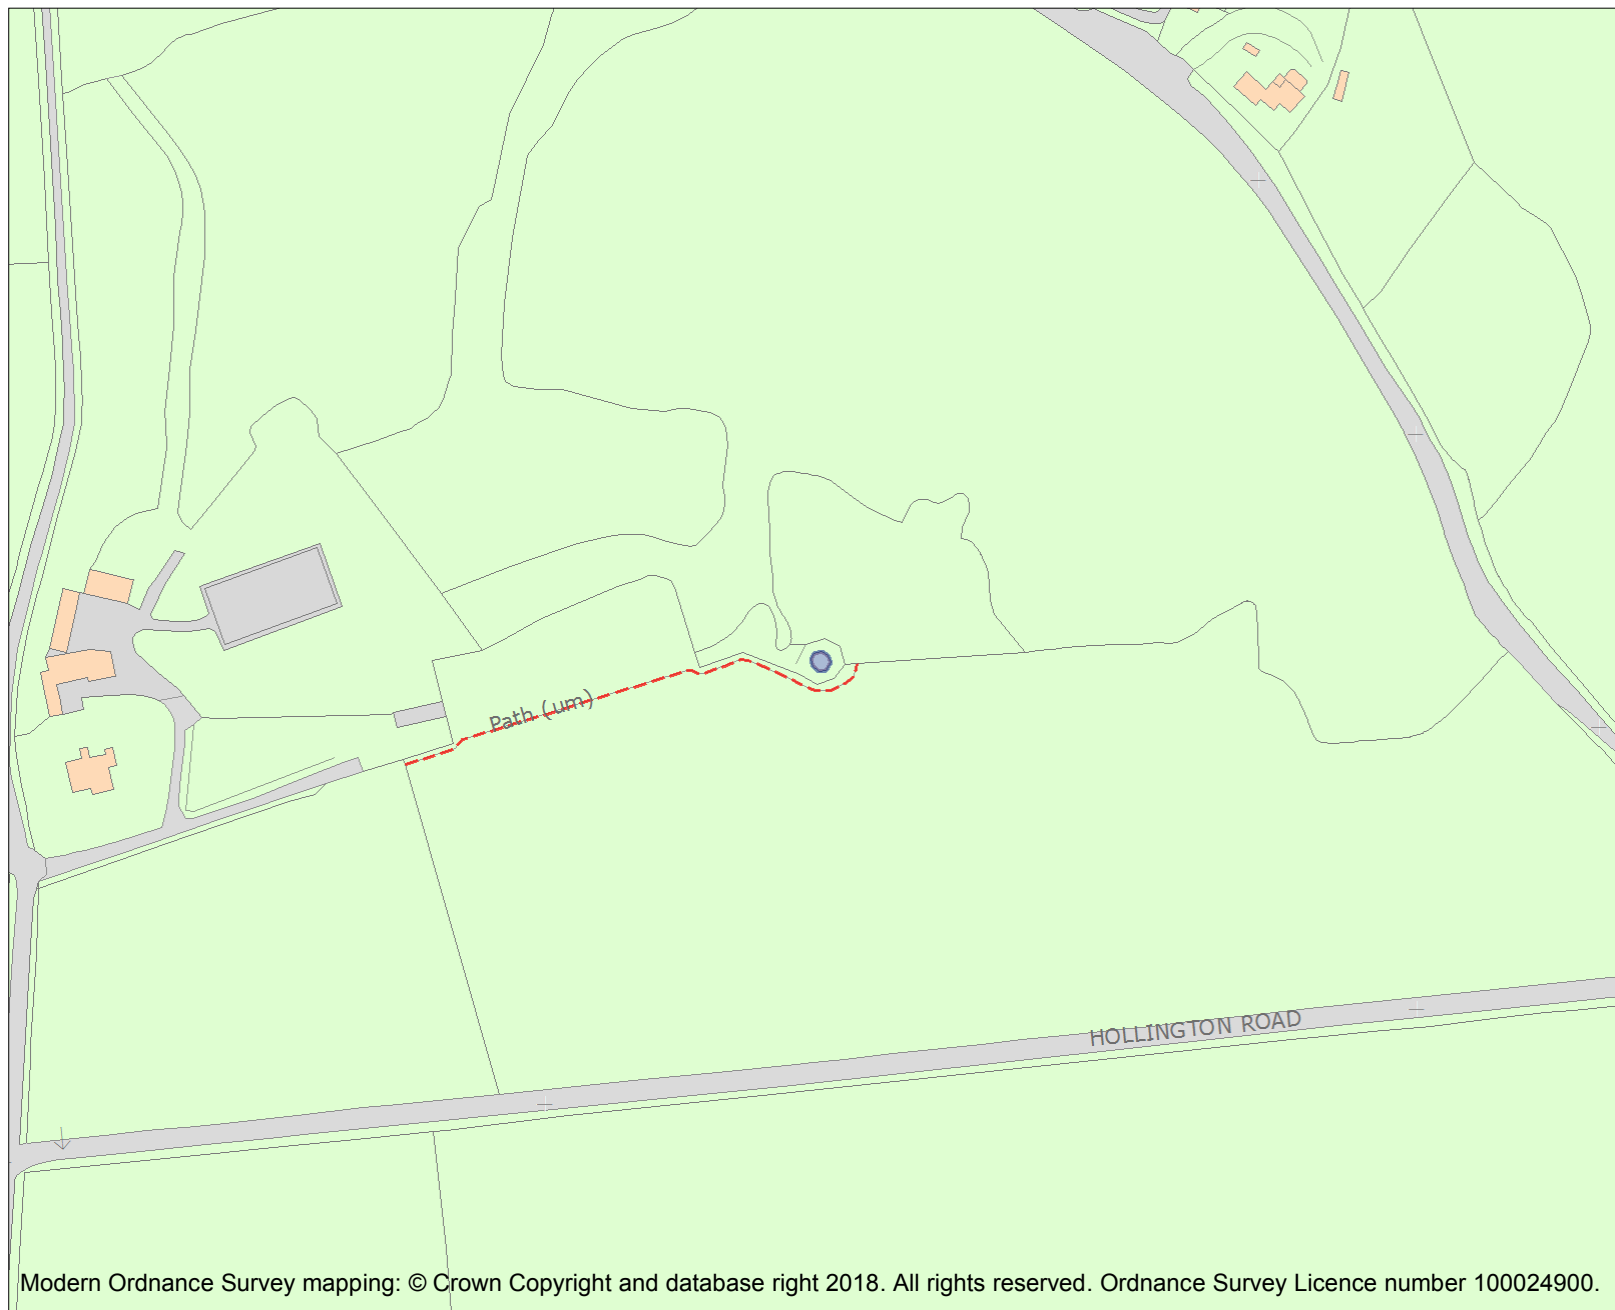 Path (um)
HOLLINGTON ROAD
Modern Ordnance Survey mapping: © Crown Copyright and database right 2018. All rights reserved. Ordnance Survey Licence number 100024900.